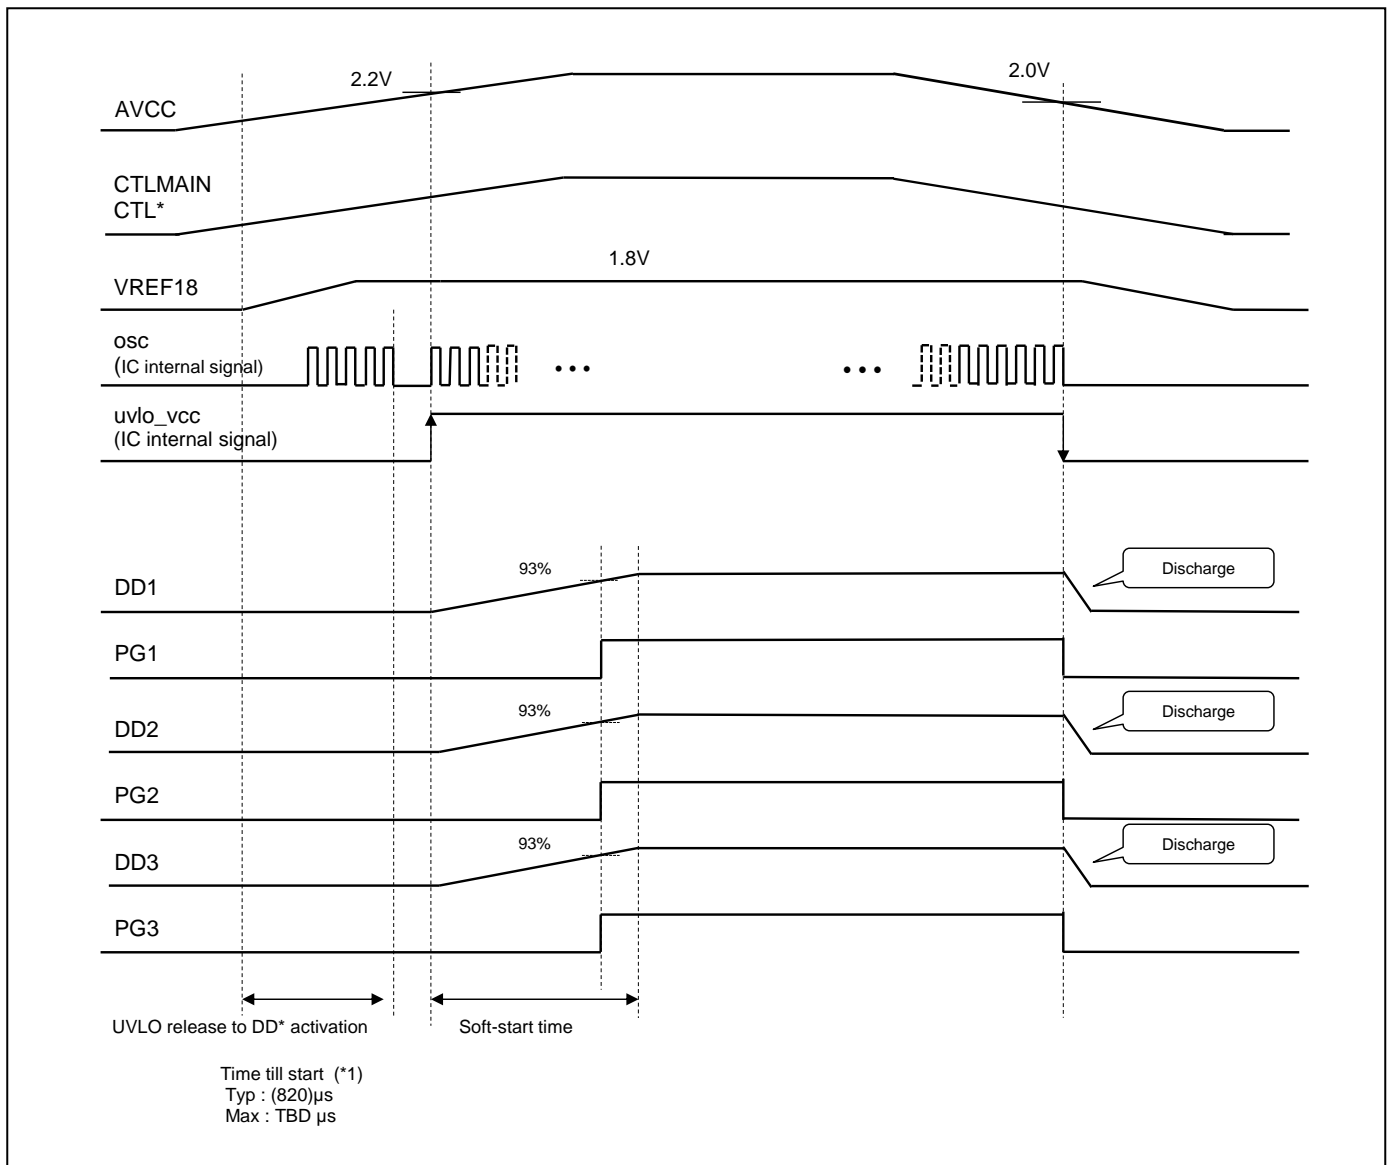 2.2V
2.0V
AVCC
CTLMAIN
CTL*
1.8V
VREF18
osc
(IC internal signal)
uvlo_vcc
(IC internal signal)
93%
DD1
Discharge
PG1
93%
DD2
Discharge
PG2
93%
DD3
Discharge
PG3
UVLO release to DD* activation
Soft-start time
Time till start (*1)
Typ : (820)µs
Max : TBD µs